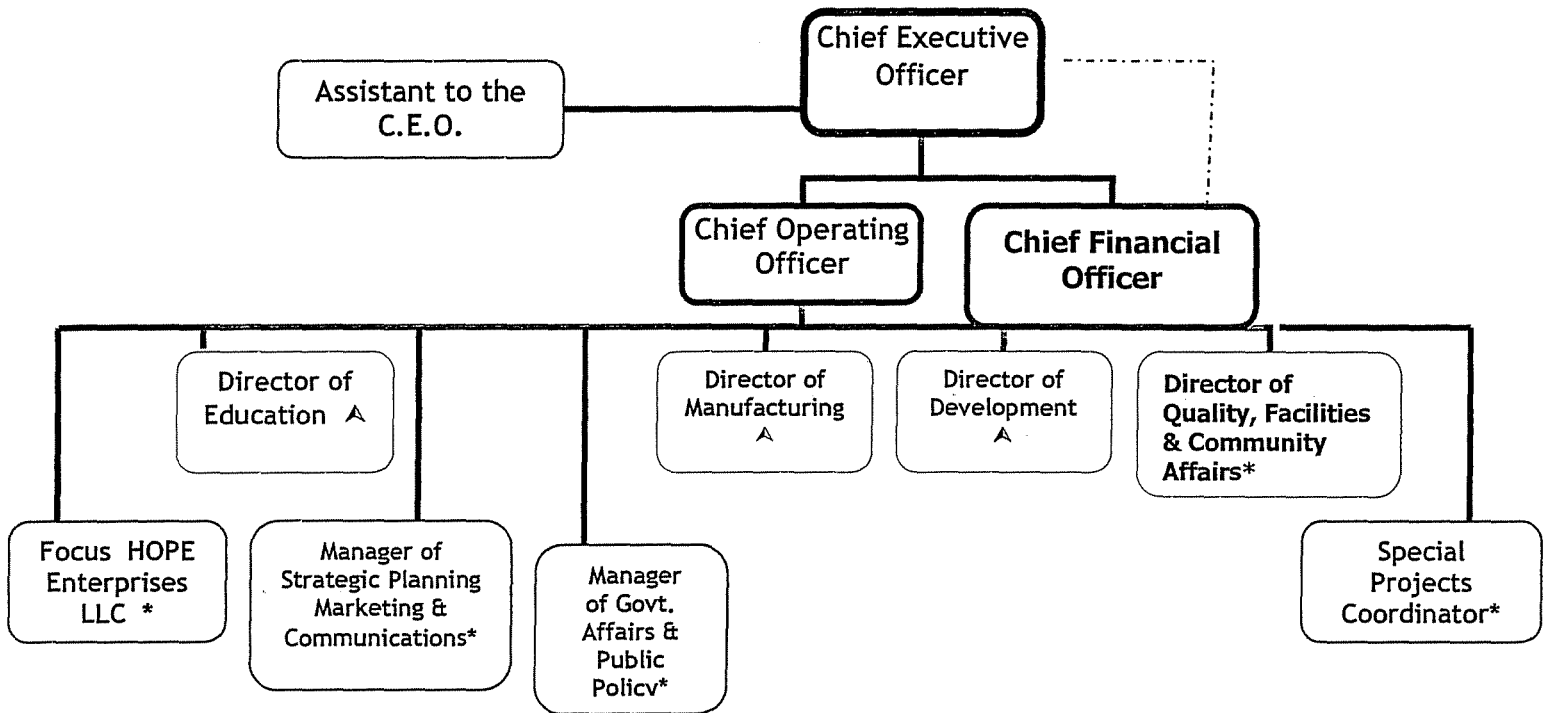 Chief Executive
Officer
Assistant to the
C.E.O.
Chief Operating
Officer
Chief Financial
Officer
Director of
Education ⮝
Director of
Manufacturing
⮝
Director of
Development
⮝
Director of
Quality, Facilities
& Community
Affairs*
Focus HOPE
Enterprises
LLC *
Manager of
Strategic Planning
Marketing &
Communications*
Manager
of Govt.
Affairs &
Public
Policy*
Special
Projects
Coordinator*